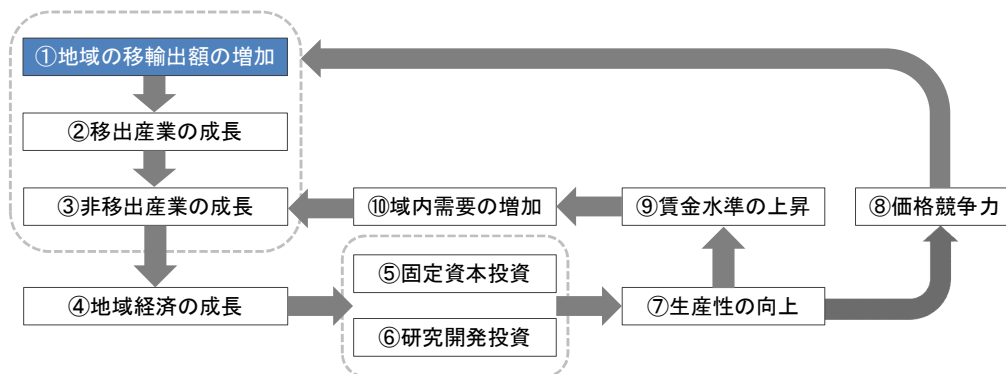 ①地域の移輸出額の増加
②移出産業の成長
③非移出産業の成長
⑩域内需要の増加
⑨賃金水準の上昇
⑧価格競争力
⑤固定資本投資
④地域経済の成長
⑦生産性の向上
⑥研究開発投資